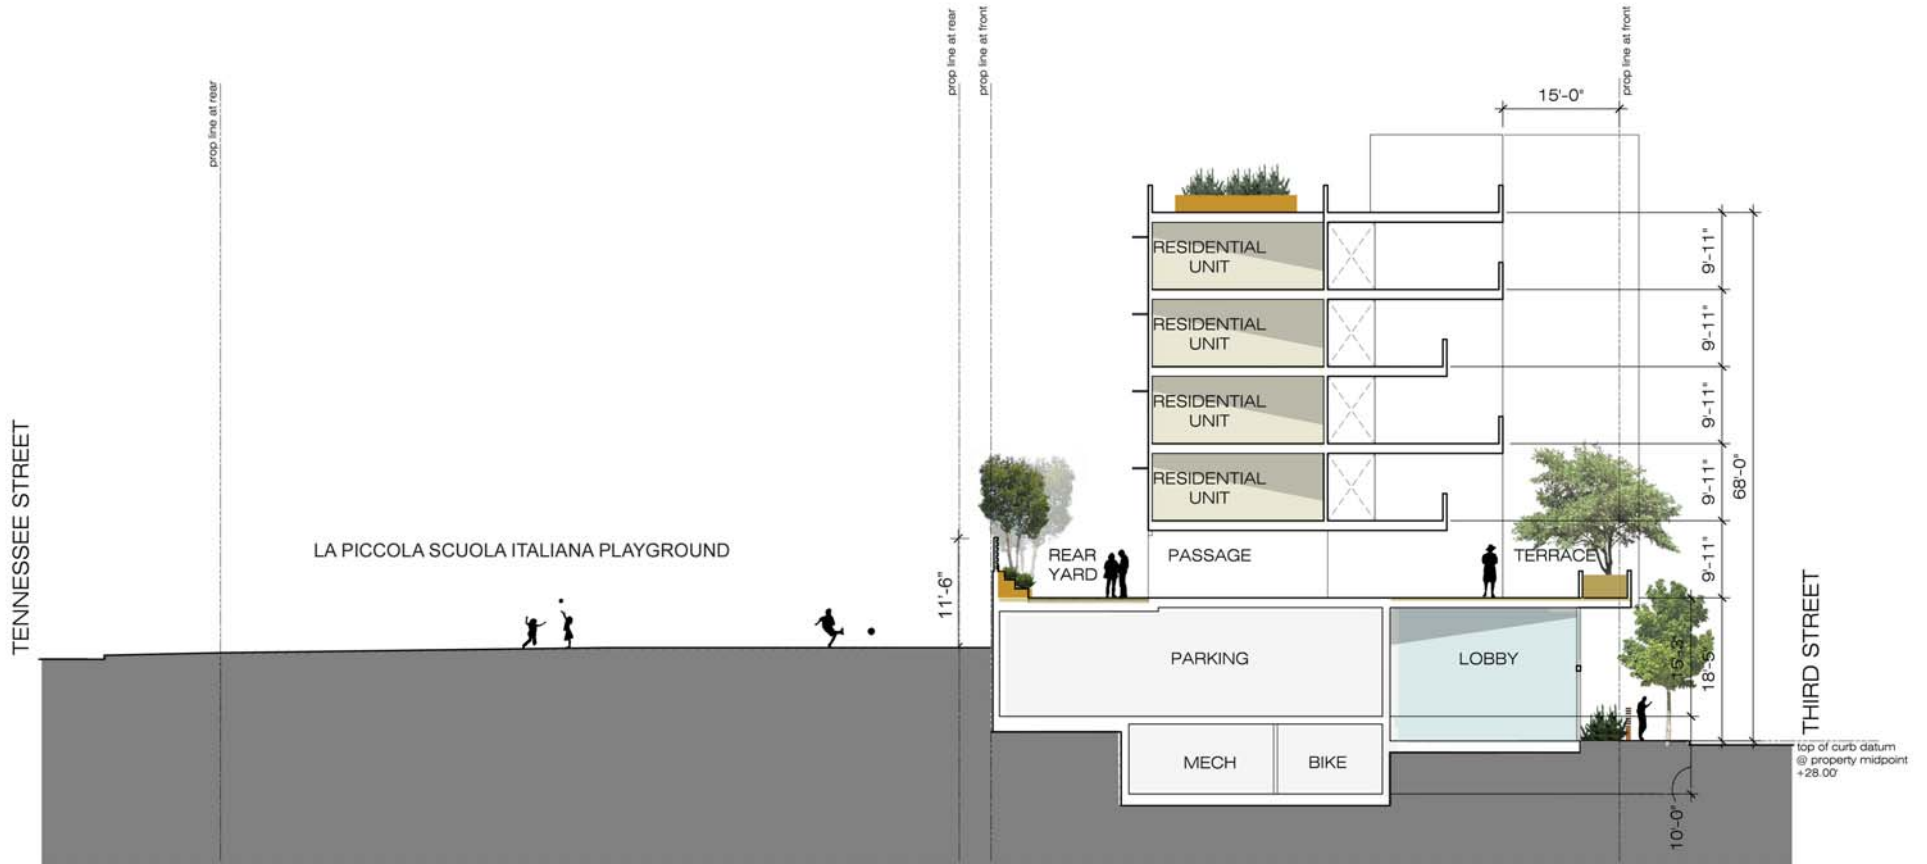 prop line at rear
prop line at rear
prop line at front
prop line at front
15'-0"
RESIDENTIAL
UNIT
9'-11"
RESIDENTIAL
UNIT
9'-11"
RESIDENTIAL
UNIT
9'-11"
RESIDENTIAL
UNIT
9'-11"
68'-0"
TENNESSEE STREET
LA PICCOLA SCUOLA ITALIANA PLAYGROUND
11'-6"
REAR
YARD
PASSAGE
TERRACE
9'-11"
PARKING
LOBBY
15'-3"
18'-5"
THIRD STREET
MECH
BIKE
top of curb datum
@ property midpoint
+28.00'
10'-0"